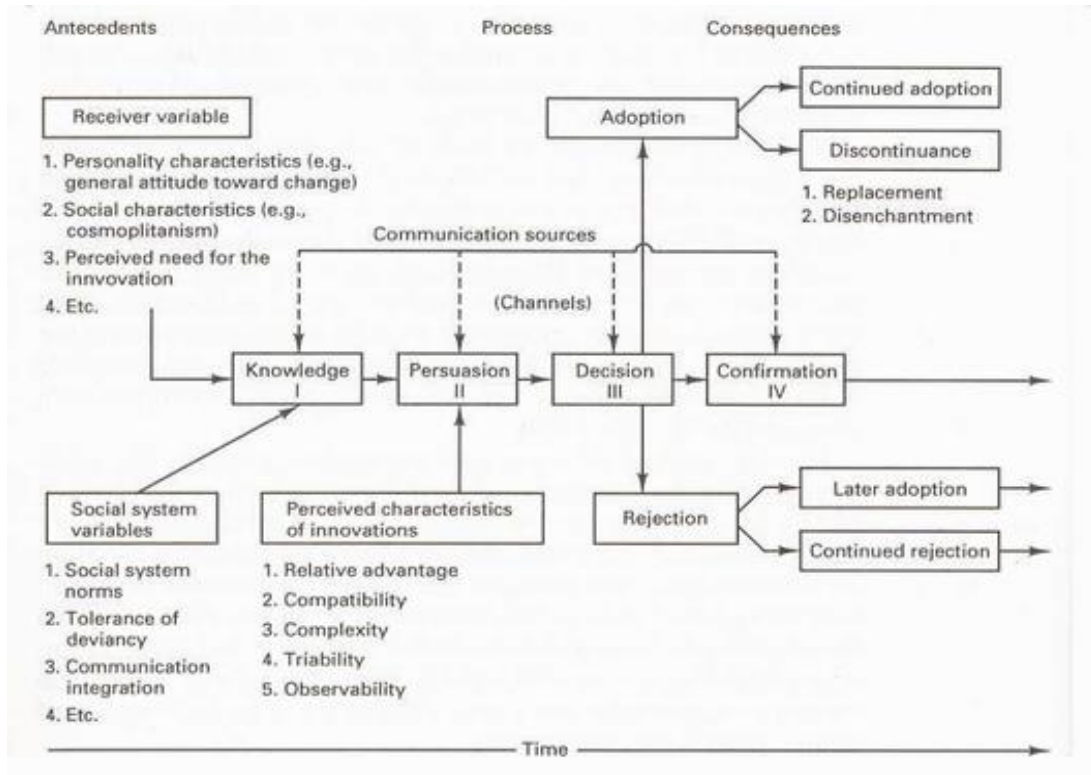 Antecedents
Process
Consequences
Receiver variable
1. Personality characteristics (e.g.,
general attitude toward change)
2. Social characteristics (e.g.,
cosmoplitanism)
3. Perceived need for the
innvovation
4. Etc.
Adoption
Continued adoption
Discontinuance
1. Replacement
2. Disenchantment
Communication sources
(Channels)
Knowledge
I
Persuasion
II
Decision
III
Confirmation
IV
Social system
variables
1. Social system
norms
2. Tolerance of
deviancy
3. Communication
integration
4. Etc.
Perceived characteristics
of innovations
1. Relative advantage
2. Compatibility
3. Complexity
4. Triability
5. Observability
Rejection
Later adoption
Continued rejection
Time